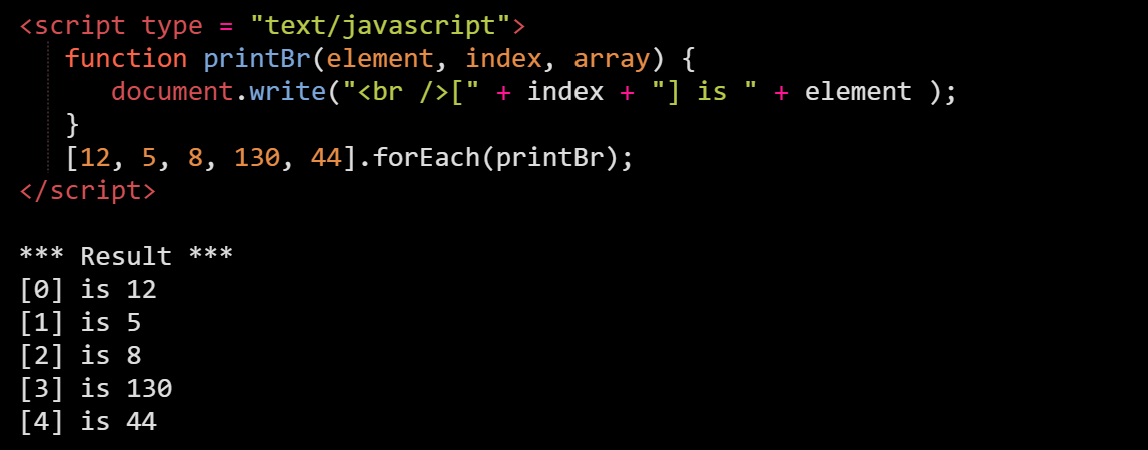 <script type = "text/javascript">
function printBr(element, index, array) {
document.write("<br />[" + index + "] is " + element );
}
[12, 5, 8, 130, 44].forEach(printBr);
</script>
*** Result ***
[0] is 12
[1] is 5
[2] is 8
[3] is 130
[4] is 44